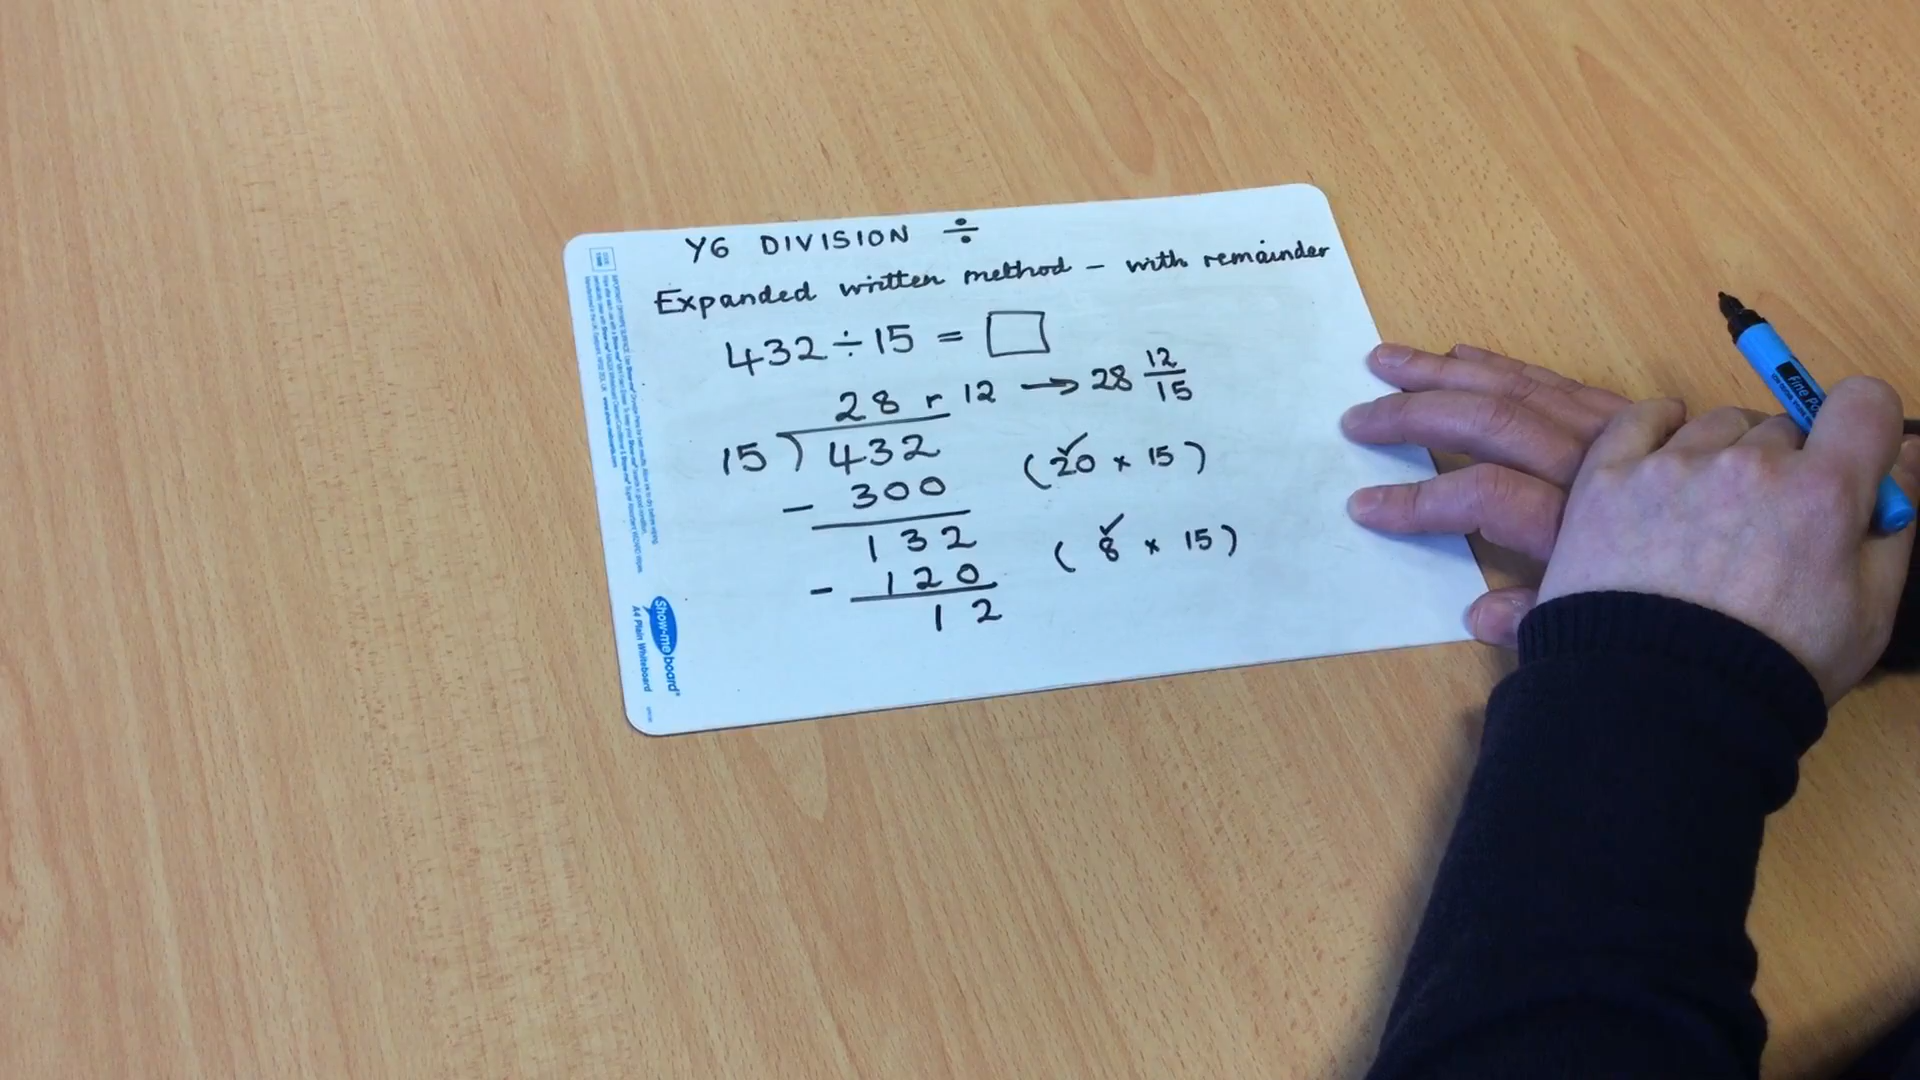 Y6 DIVISION ÷
Expanded written method - with remainder
432 ÷ 15 = □
28 r 12 → 28 12/15
15 ) 432 (20 × 15)
- 300
132 (8 × 15)
- 120
12
Show-me board
A4 Plain Whiteboard